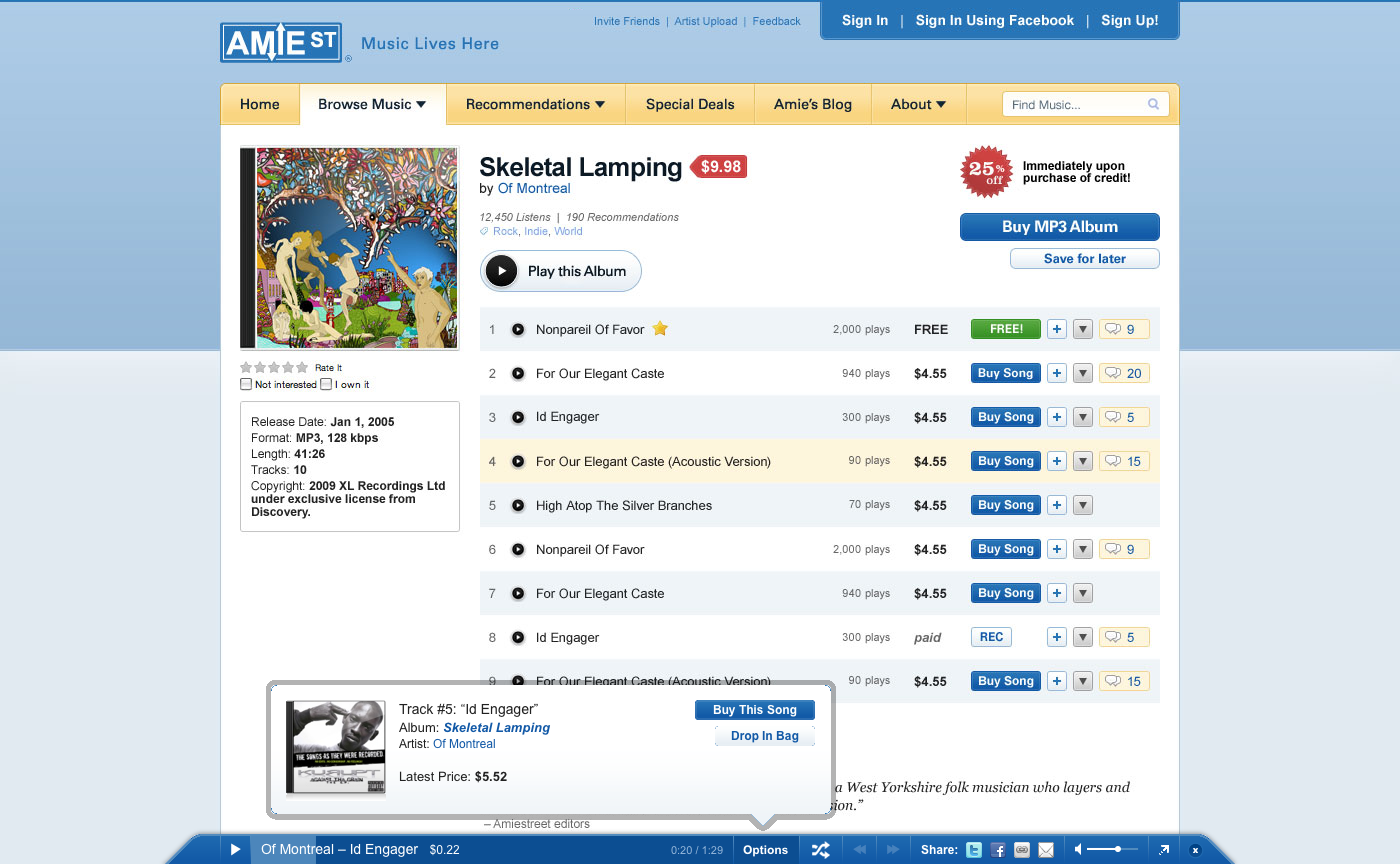 Invite Friends | Artist Upload | Feedback
Sign In | Sign In Using Facebook | Sign Up!
AMIE ST ®
Music Lives Here
Home
Browse Music
Recommendations
Special Deals
Amie's Blog
About
Find Music...
Skeletal Lamping $9.98
by Of Montreal
12,450 Listens | 190 Recommendations
Rock, Indie, World
Play this Album
25% off
Immediately upon
purchase of credit!
Buy MP3 Album
Save for later
Rate It
Not interested I own it
Release Date: Jan 1, 2005
Format: MP3, 128 kbps
Length: 41:26
Tracks: 10
Copyright: 2009 XL Recordings Ltd
under exclusive license from
Discovery.
1 Nonpareil Of Favor 2,000 plays FREE FREE! + 9
2 For Our Elegant Caste 940 plays $4.55 Buy Song + 20
3 Id Engager 300 plays $4.55 Buy Song + 5
4 For Our Elegant Caste (Acoustic Version) 90 plays $4.55 Buy Song + 15
5 High Atop The Silver Branches 70 plays $4.55 Buy Song +
6 Nonpareil Of Favor 2,000 plays $4.55 Buy Song + 9
7 For Our Elegant Caste 940 plays $4.55 Buy Song +
8 Id Engager 300 plays paid REC + 5
9 For Our Elegant Caste (Acoustic Version) 90 plays $4.55 Buy Song + 15
Track #5: “Id Engager”
Album: Skeletal Lamping
Artist: Of Montreal
Latest Price: $5.52
Buy This Song
Drop In Bag
THE SONGS AS THEY WERE RECORDED
KURUPT
AGAINST THA GRAIN
a West Yorkshire folk musician who layers and
sion.”
– Amiestreet editors
Of Montreal – Id Engager $0.22
0:20 / 1:29
Options
Share: